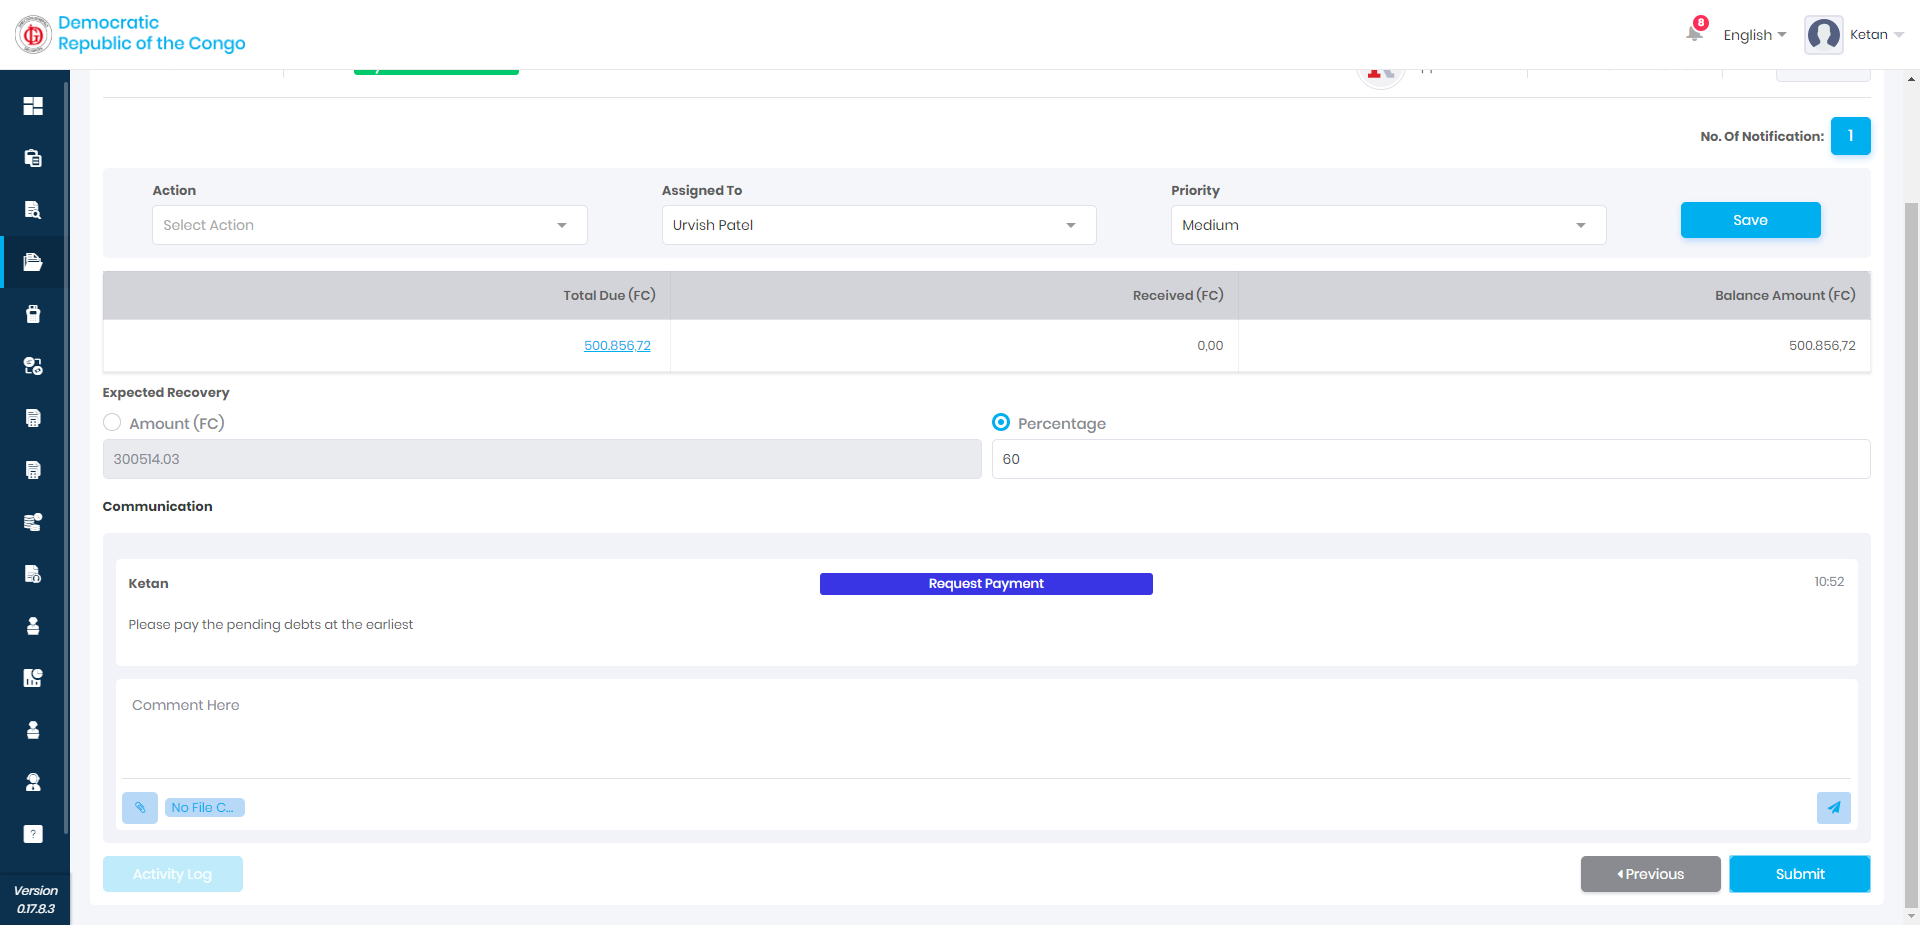 Democratic
Republic of the Congo
8
English
Ketan
No. Of Notification: 1
Action
Assigned To
Priority
Select Action
Urvish Patel
Medium
Save
Total Due (FC)
Received (FC)
Balance Amount (FC)
500.856,72
0,00
500.856,72
Expected Recovery
Amount (FC)
Percentage
300514.03
60
Communication
Ketan
Request Payment
10:52
Please pay the pending debts at the earliest
Comment Here
No File C...
Activity Log
Previous
Submit
Version
0.17.8.3